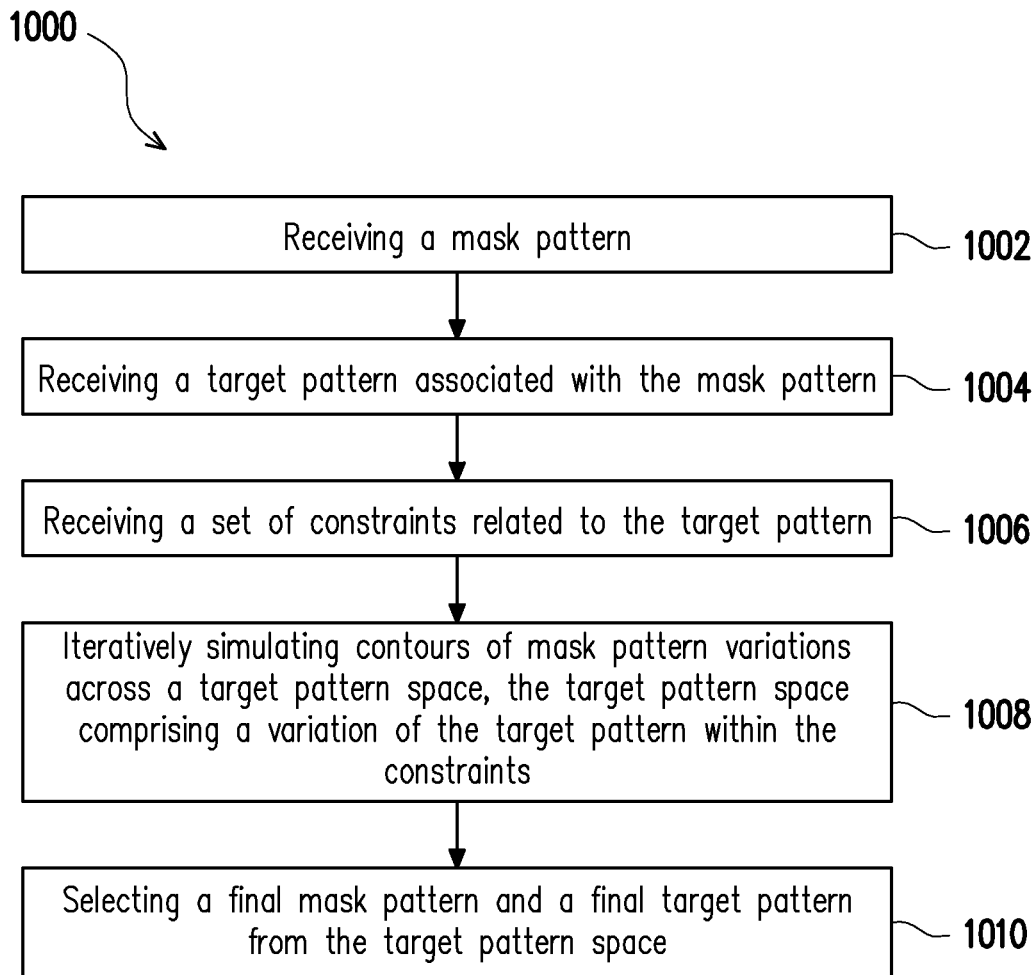 1000
Receiving a mask pattern
1002
Receiving a target pattern associated with the mask pattern
1004
Receiving a set of constraints related to the target pattern
1006
Iteratively simulating contours of mask pattern variations
across a target pattern space, the target pattern space
comprising a variation of the target pattern within the
constraints
1008
Selecting a final mask pattern and a final target pattern
from the target pattern space
1010